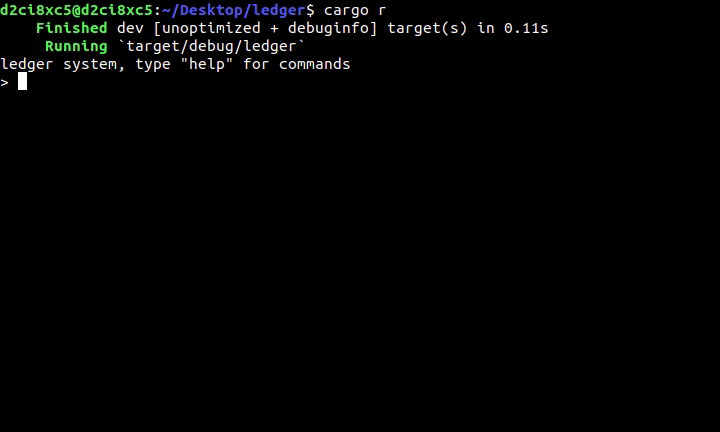 d2ci8xc5@d2ci8xc5:~/Desktop/ledger$ cargo r
    Finished dev [unoptimized + debuginfo] target(s) in 0.11s
     Running `target/debug/ledger`
ledger system, type "help" for commands
>